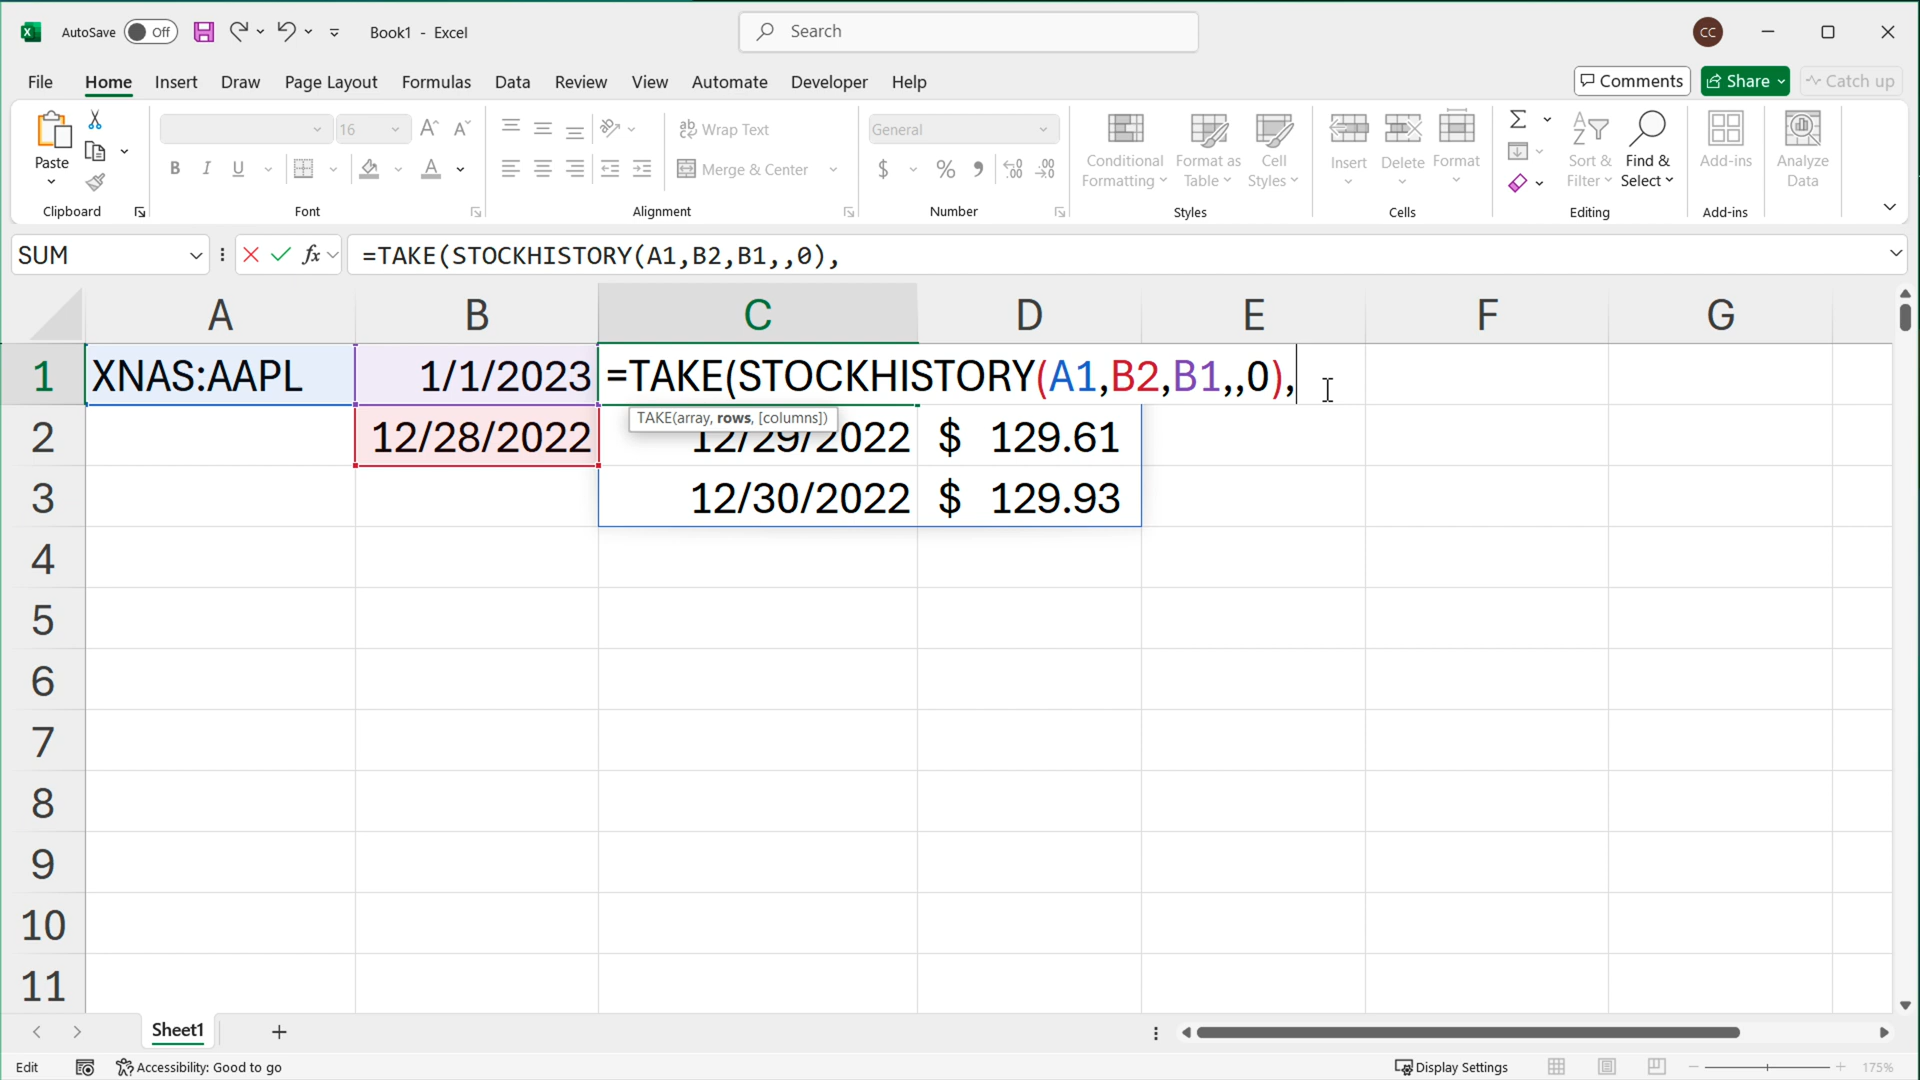 AutoSave Off Book1 - Excel Search CC
File Home Insert Draw Page Layout Formulas Data Review View Automate Developer Help Comments Share Catch up
Paste
Clipboard
16
B I U
Font
Wrap Text
Merge & Center
Alignment
General
$ % 9
Number
Conditional Formatting
Format as Table
Cell Styles
Styles
Insert
Delete
Format
Cells
Sort & Filter
Find & Select
Editing
Add-ins
Add-ins
Analyze Data
SUM fx =TAKE(STOCKHISTORY(A1,B2,B1,,0),
A B C D E F G
1 XNAS:AAPL 1/1/2023 =TAKE(STOCKHISTORY(A1,B2,B1,,0),
TAKE(array, rows, [columns])
2 12/28/2022 12/29/2022 $ 129.61
3 12/30/2022 $ 129.93
4
5
6
7
8
9
10
11
Sheet1
Edit Accessibility: Good to go Display Settings 175%